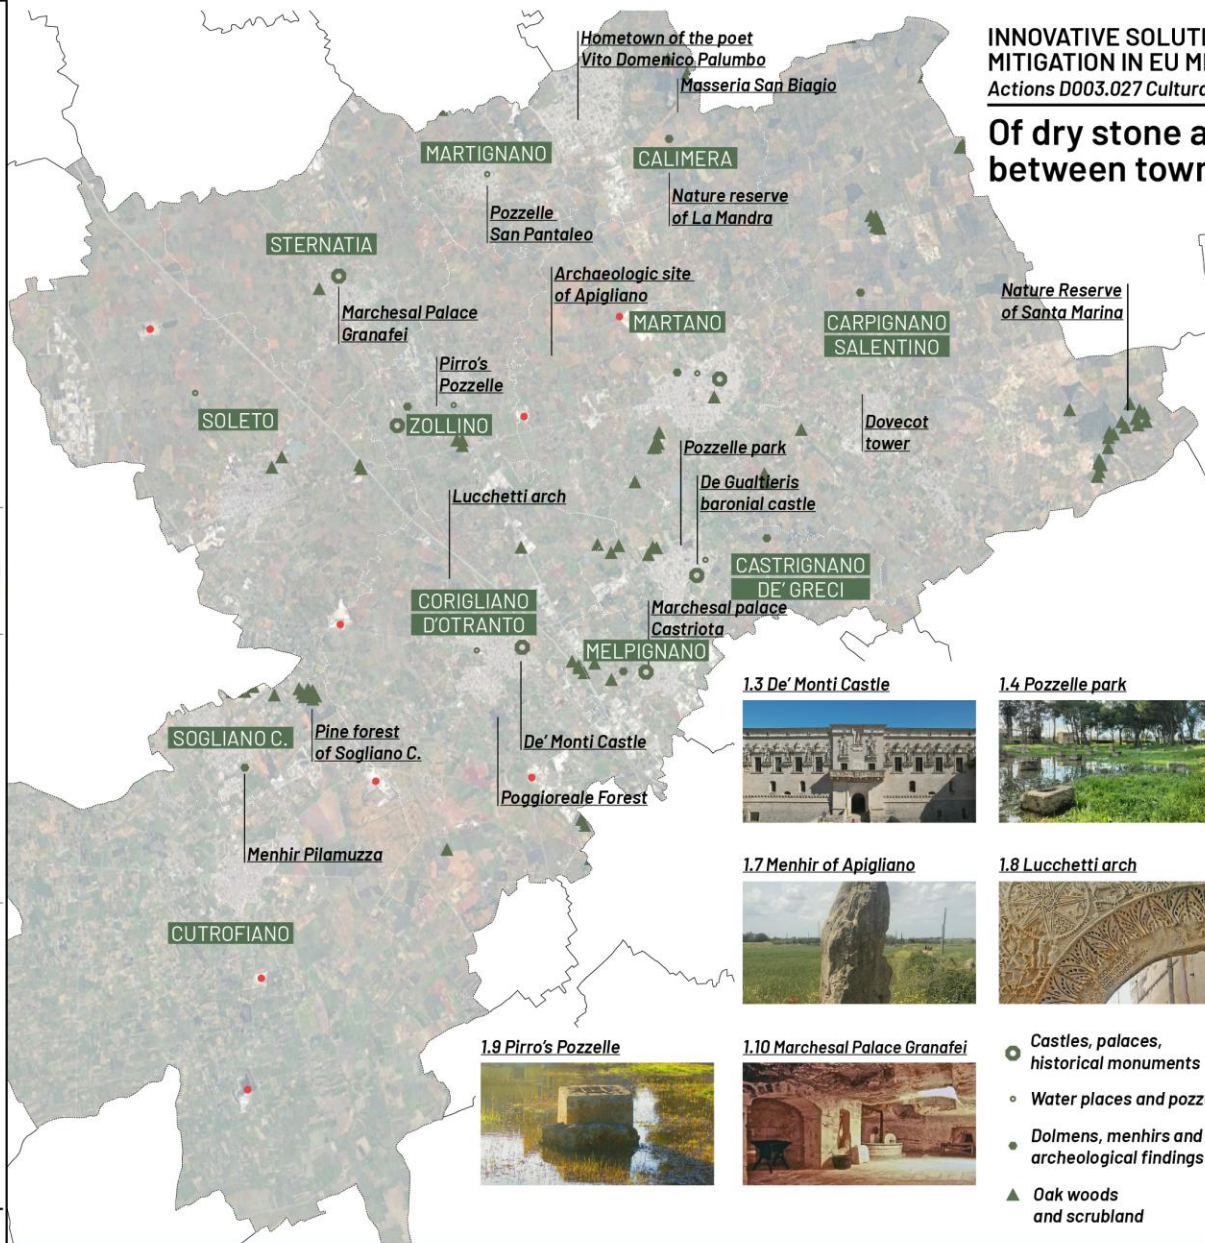 INNOVATIVE SOLUTI
MITIGATION IN EU M
Actions D003.027 Cultura
Of dry stone a
between town
Hometown of the poet
Vito Domenico Palumbo
Masseria San Biagio
MARTIGNANO
CALIMERA
Pozzelle
San Pantaleo
Nature reserve
of La Mandra
STERNATIA
Archaeologic site
of Apigliano
Nature Reserve
of Santa Marina
Marchesal Palace
Granafei
MARTANO
CARPIGNANO
SALENTINO
Pirro's
Pozzelle
SOLETO
ZOLLINO
Dovecot
tower
Pozzelle park
De Gualtieris
baronial castle
Lucchetti arch
CASTRIGNANO
DE' GRECI
CORIGLIANO
D'OTRANTO
Marchesal palace
Castriota
MELPIGNANO
SOGLIANO C.
Pine forest
of Sogliano C.
De' Monti Castle
Poggioreale Forest
Menhir Pilamuzza
CUTROFIANO
1.3 De' Monti Castle
1.4 Pozzelle park
1.7 Menhir of Apigliano
1.8 Lucchetti arch
1.9 Pirro's Pozzelle
1.10 Marchesal Palace Granafei
Castles, palaces,
historical monuments
Water places and pozz
Dolmens, menhirs and
archeological findings
Oak woods
and scrubland